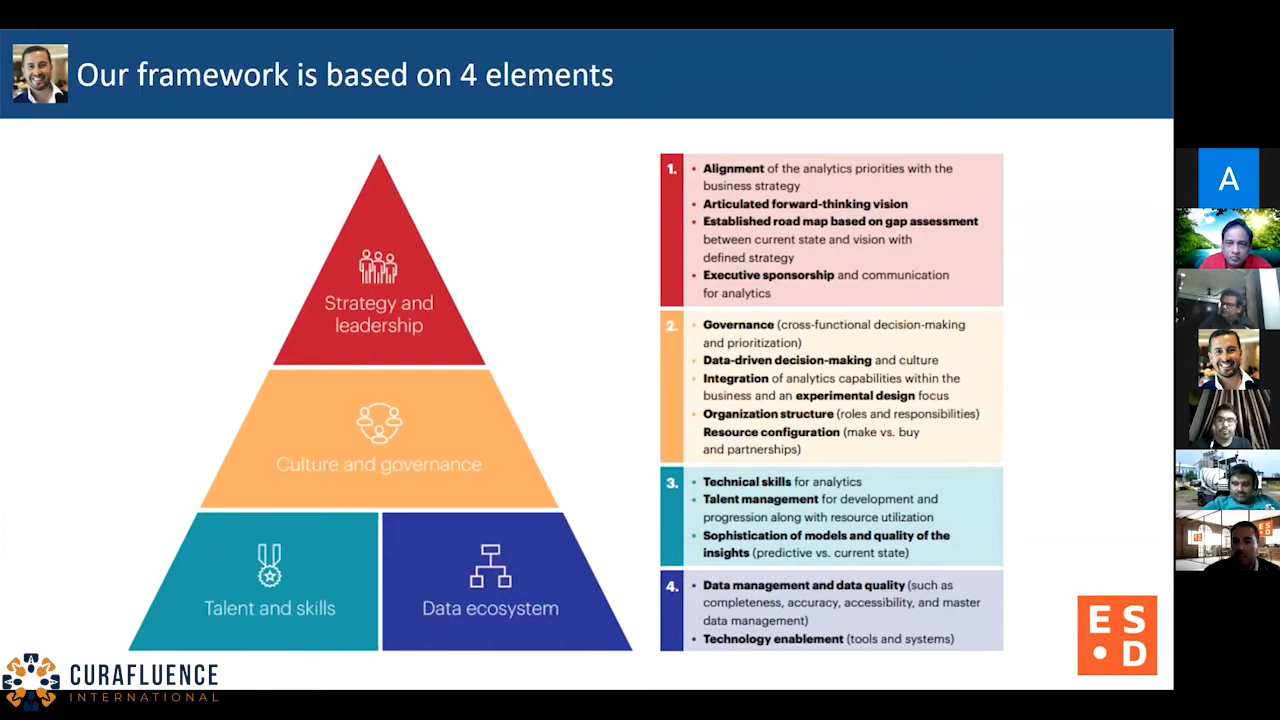 Our framework is based on 4 elements
Strategy and
leadership
Culture and governance
Talent and skills
Data ecosystem
1.
• Alignment of the analytics priorities with the
business strategy
• Articulated forward-thinking vision
• Established road map based on gap assessment
between current state and vision with
defined strategy
• Executive sponsorship and communication
for analytics
2.
• Governance (cross-functional decision-making
and prioritization)
• Data-driven decision-making and culture
• Integration of analytics capabilities within the
business and an experimental design focus
• Organization structure (roles and responsibilities)
Resource configuration (make vs. buy
and partnerships)
3.
• Technical skills for analytics
• Talent management for development and
progression along with resource utilization
• Sophistication of models and quality of the
insights (predictive vs. current state)
4.
• Data management and data quality (such as
completeness, accuracy, accessibility, and master
data management)
• Technology enablement (tools and systems)
E S
• D
CURAFLUENCE
INTERNATIONAL
A